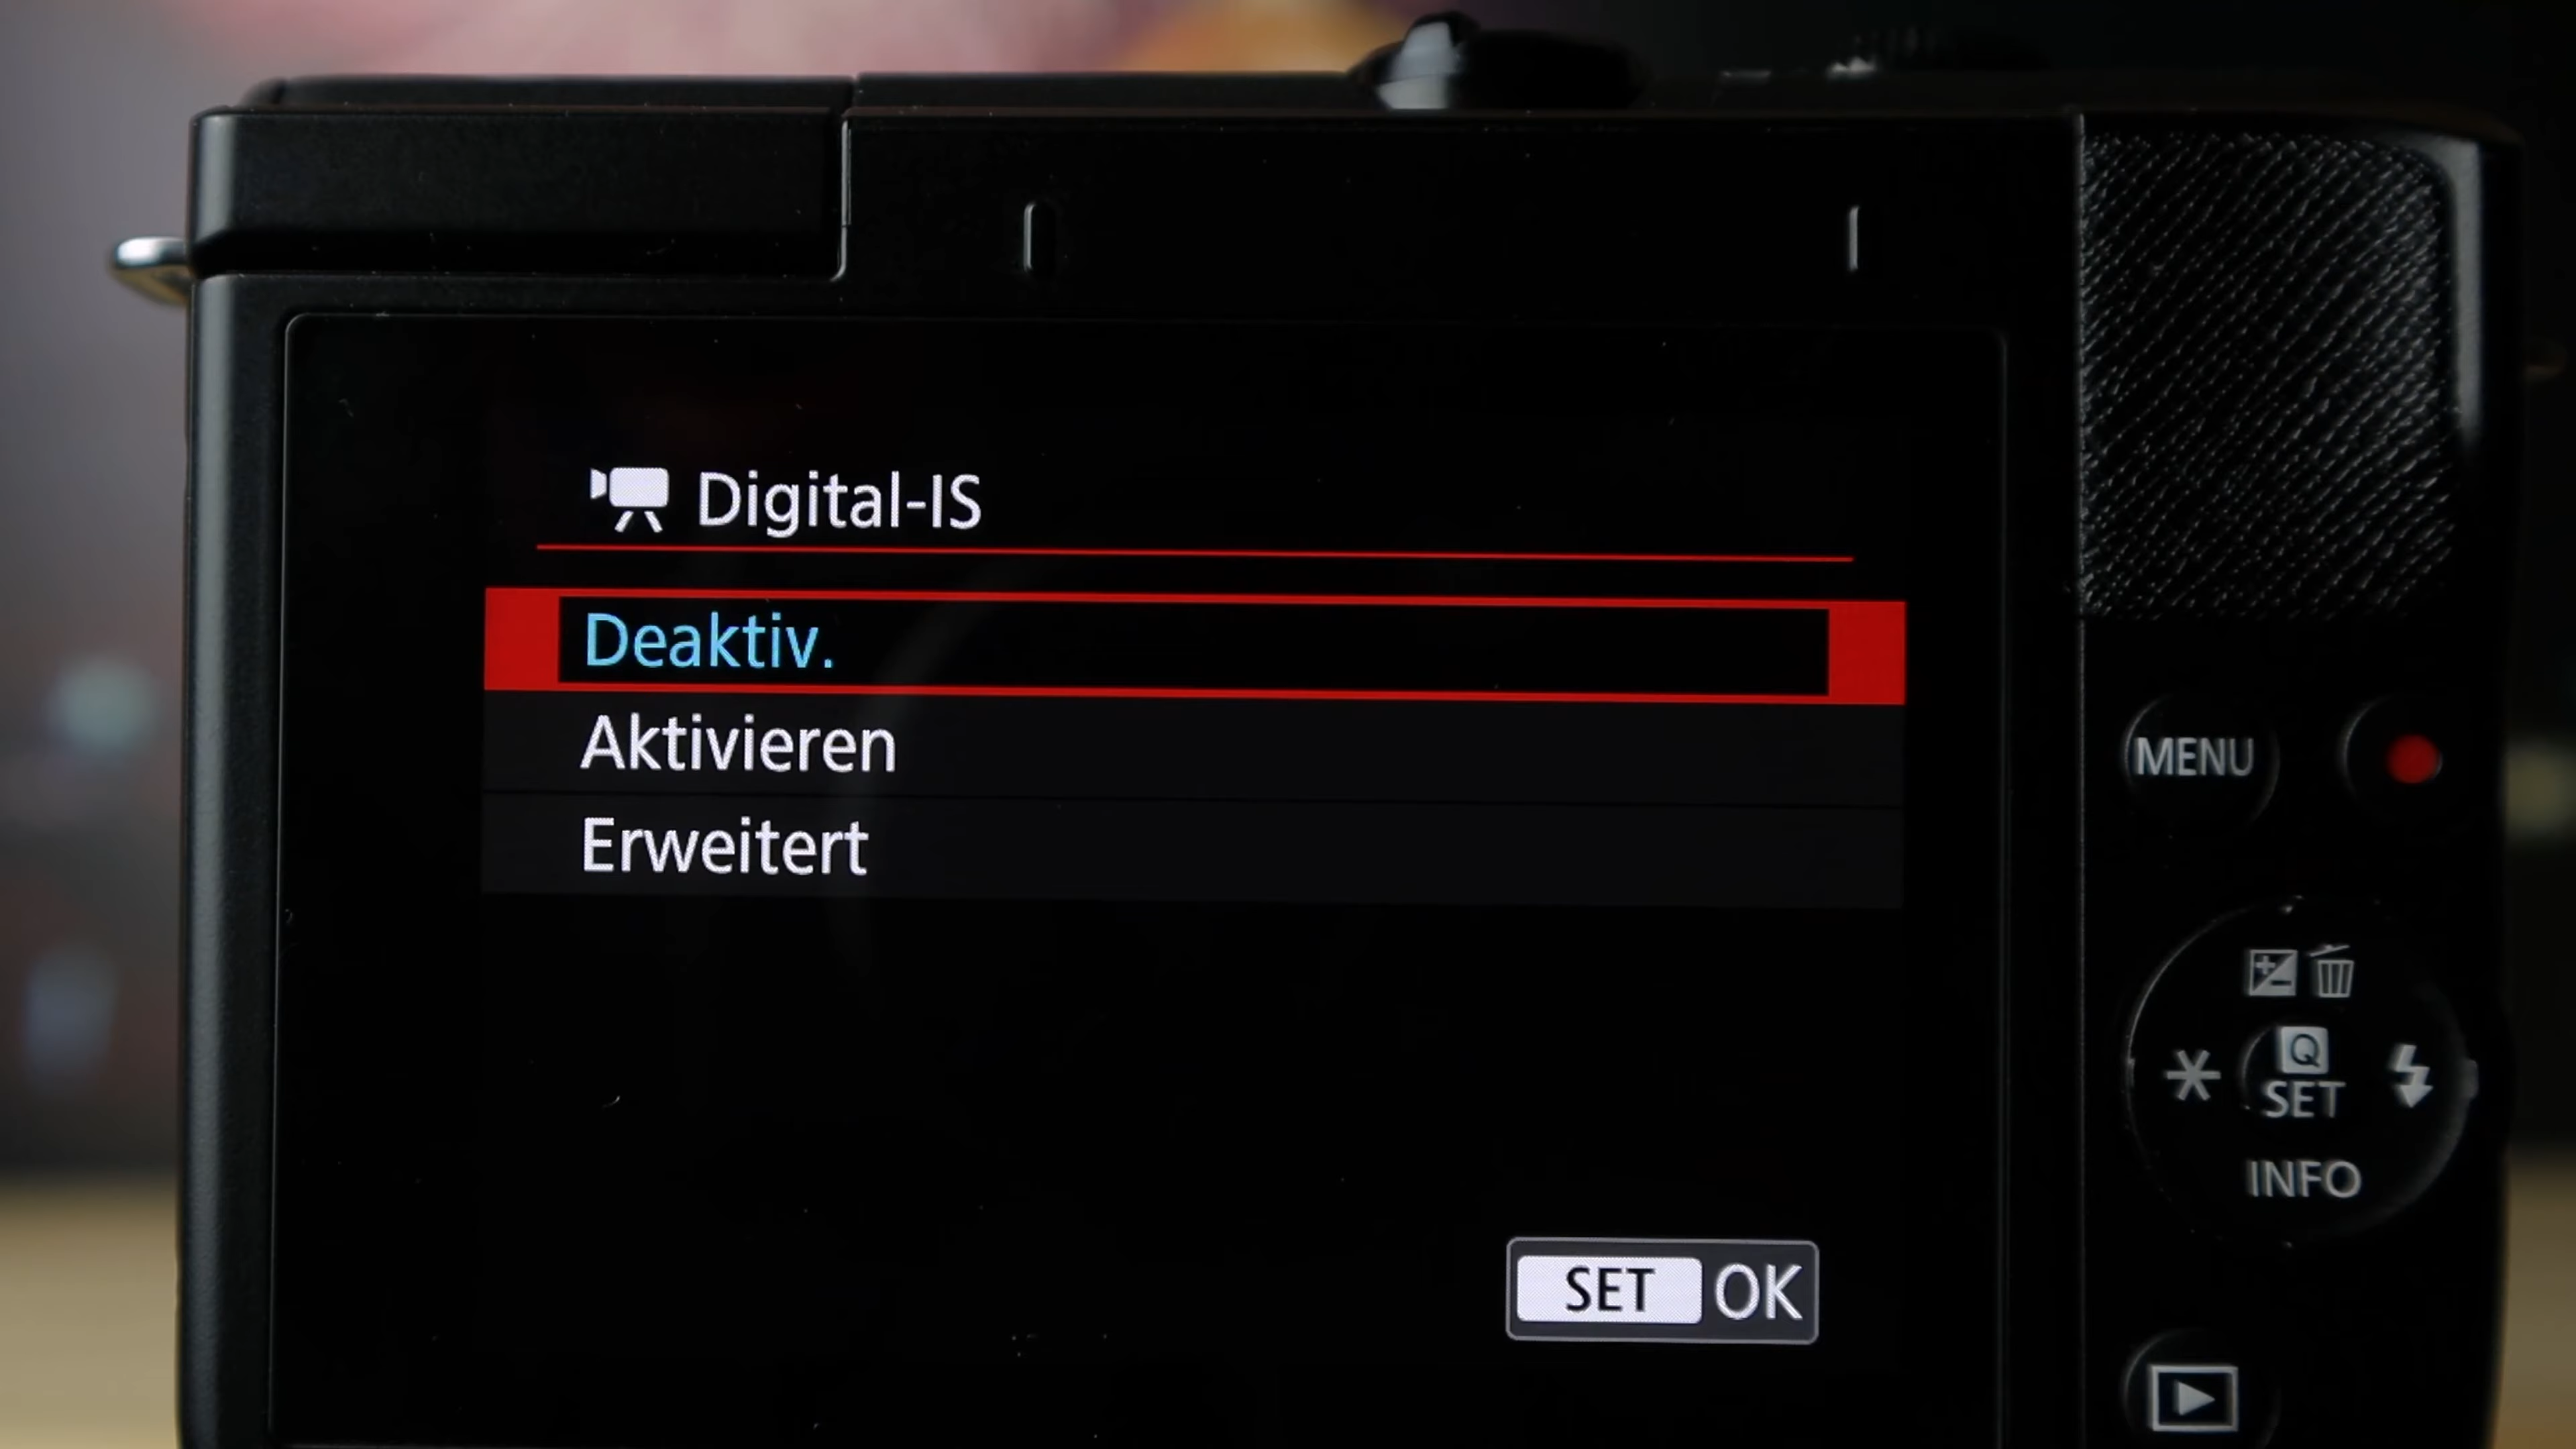 Digital-IS
Deaktiv.
Aktivieren
Erweitert
SET OK
MENU
Q
SET
INFO